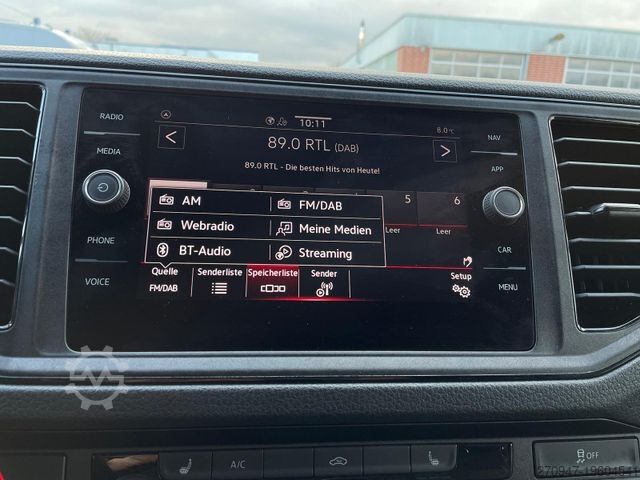 RADIO
MEDIA
PHONE
VOICE
10:11
8.0°C
89.0 RTL (DAB)
89.0 RTL - Die besten Hits von Heute!
5 6
Leer Leer
AM FM/DAB
Webradio Meine Medien
BT-Audio Streaming
Quelle Senderliste Speicherliste Sender Setup
FM/DAB
NAV
APP
CAR
MENU
A/C
OFF
270947-19604541